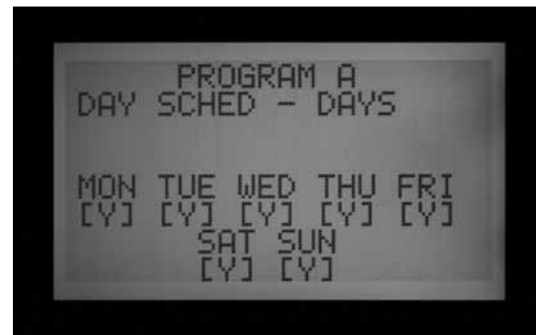 PROGRAM A
DAY SCHED - DAYS
MON TUE WED THU FRI
[Y] [Y] [Y] [Y] [Y]
SAT SUN
[Y] [Y]